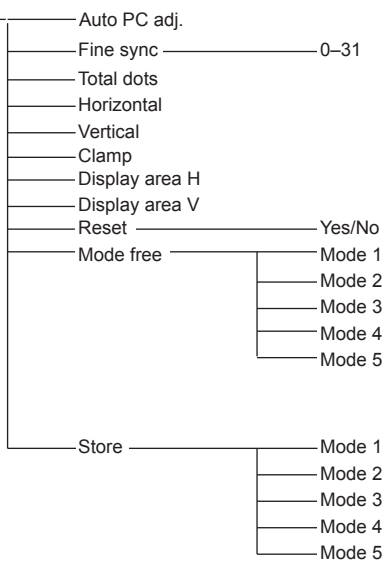 Auto PC adj.
Fine sync 0–31
Total dots
Horizontal
Vertical
Clamp
Display area H
Display area V
Reset Yes/No
Mode free Mode 1
Mode 2
Mode 3
Mode 4
Mode 5
Store Mode 1
Mode 2
Mode 3
Mode 4
Mode 5